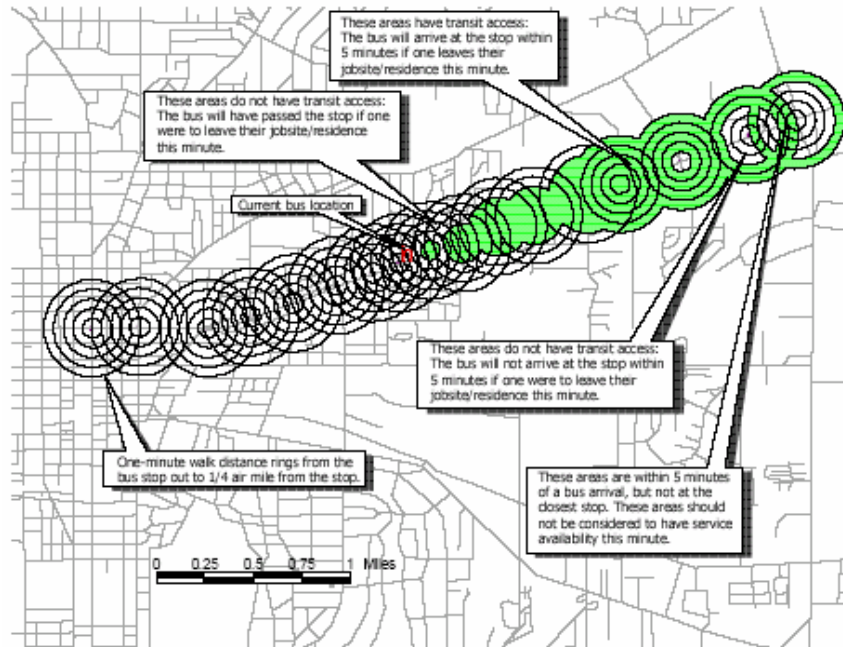 These areas have transit access:
The bus will arrive at the stop within
5 minutes if one leaves their
jobsite/residence this minute.
These areas do not have transit access:
The bus will have passed the stop if one
were to leave their jobsite/residence
this minute.
Current bus location
These areas do not have transit access:
The bus will not arrive at the stop within
5 minutes if one were to leave their
jobsite/residence this minute.
One-minute walk distance rings from the
bus stop out to 1/4 air mile from the stop.
These areas are within 5 minutes
of a bus arrival, but not at the
closest stop. These areas should
not be considered to have service
availability this minute.
0 0.25 0.5 0.75 1 Miles